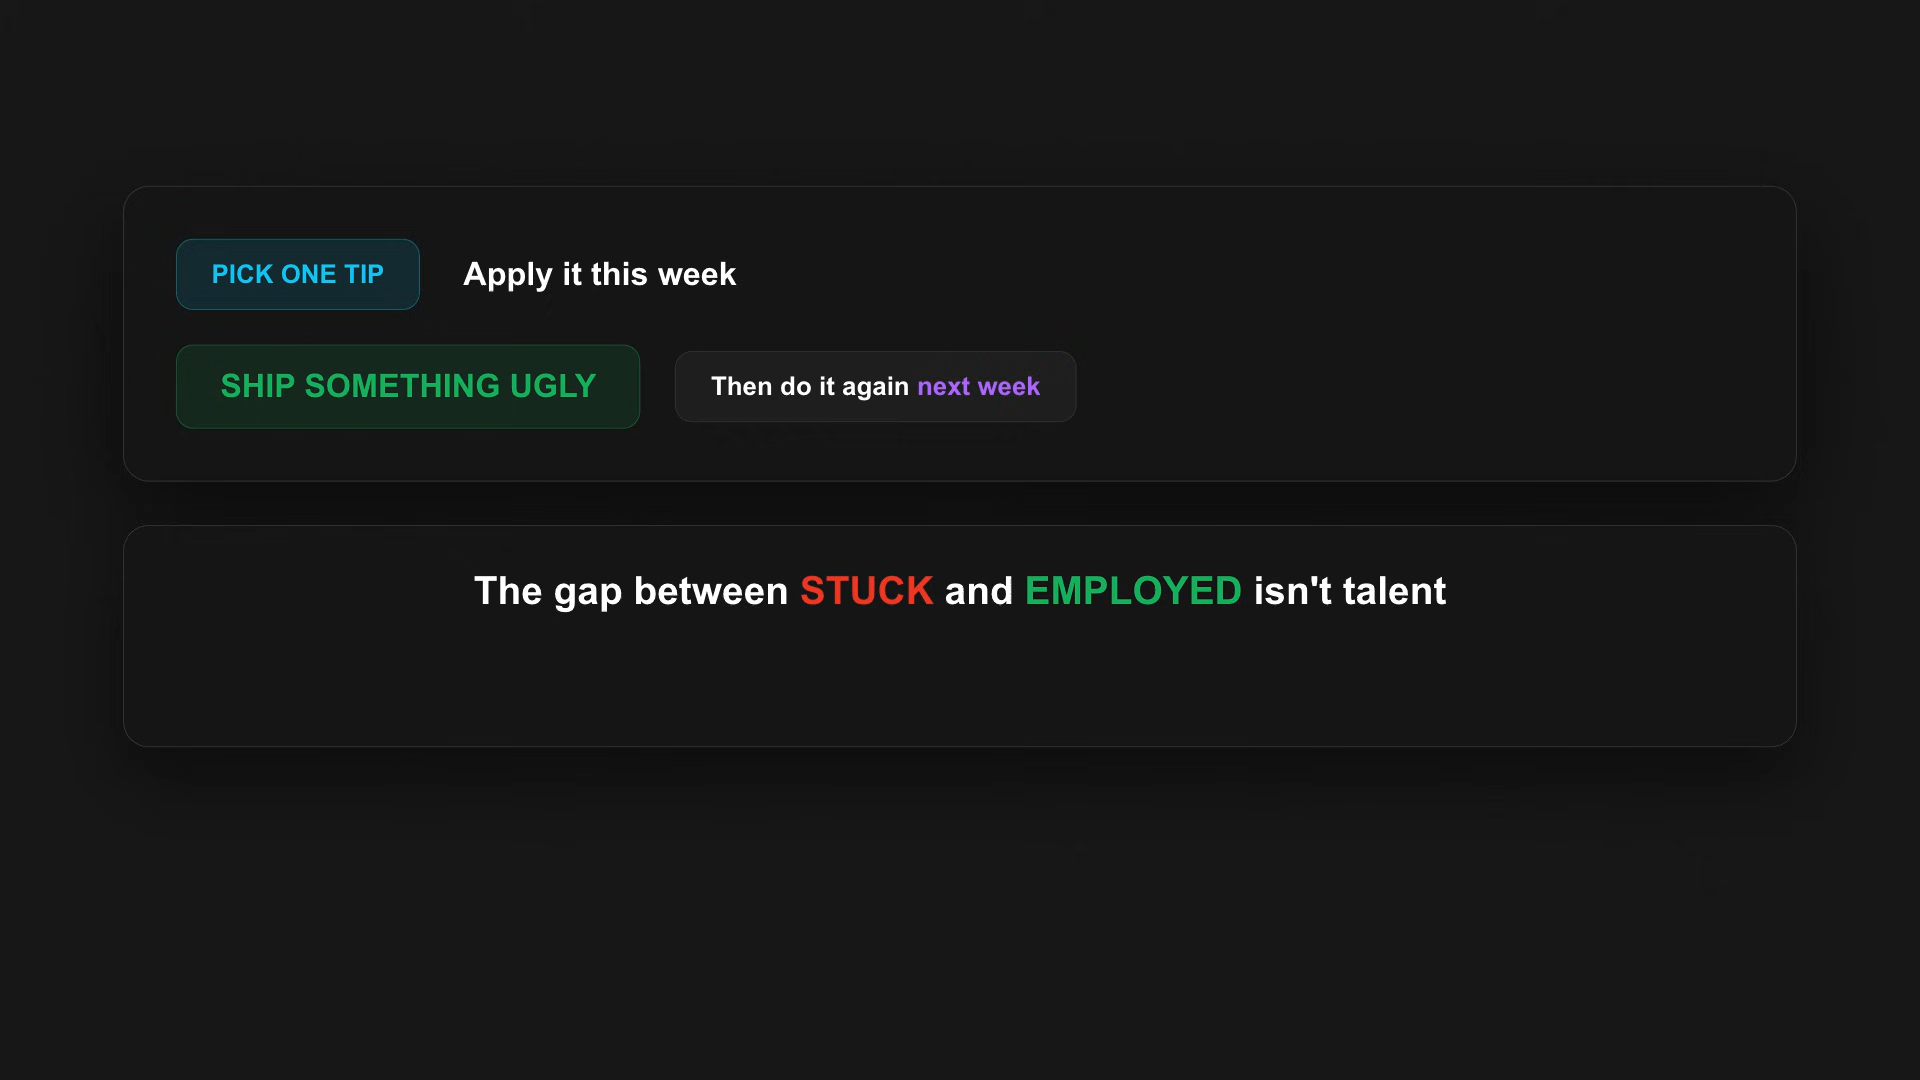 PICK ONE TIP Apply it this week
SHIP SOMETHING UGLY Then do it again next week
The gap between STUCK and EMPLOYED isn't talent